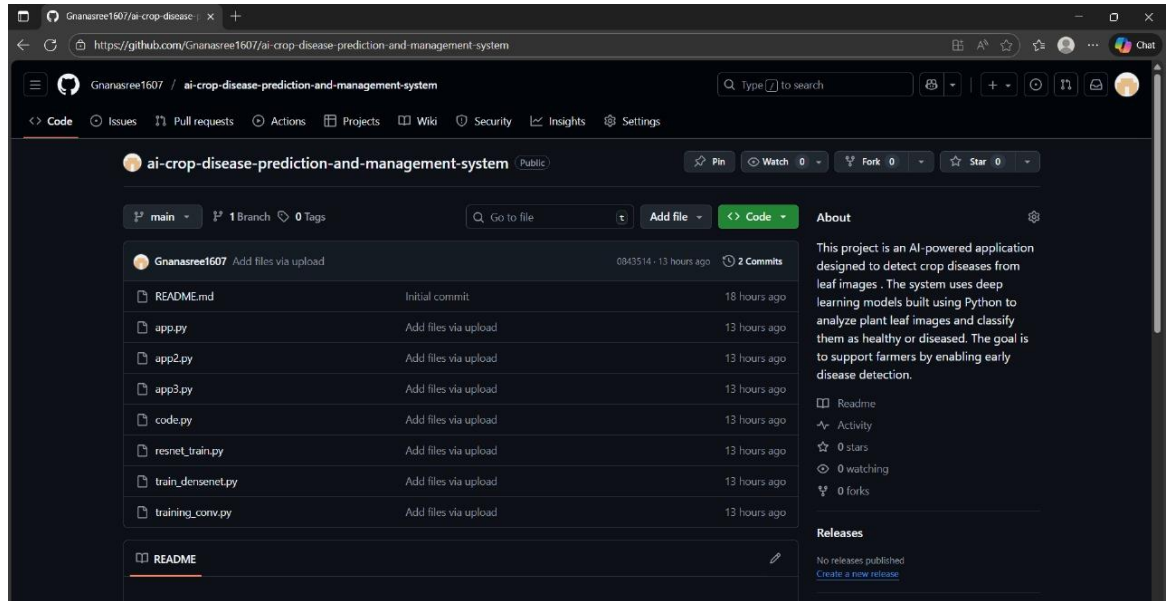 Gnanasree1607/ai-crop-disease-p
https://github.com/Gnanasree1607/ai-crop-disease-prediction-and-management-system
Chat
Gnanasree1607 / ai-crop-disease-prediction-and-management-system
Type / to search
Code Issues Pull requests Actions Projects Wiki Security Insights Settings
ai-crop-disease-prediction-and-management-system Public
Pin Watch 0 Fork 0 Star 0
main 1 Branch 0 Tags Go to file t Add file Code
Gnanasree1607 Add files via upload 0843514 · 13 hours ago 2 Commits
README.md Initial commit 18 hours ago
app.py Add files via upload 13 hours ago
app2.py Add files via upload 13 hours ago
app3.py Add files via upload 13 hours ago
code.py Add files via upload 13 hours ago
resnet_train.py Add files via upload 13 hours ago
train_densenet.py Add files via upload 13 hours ago
training_conv.py Add files via upload 13 hours ago
README
About
This project is an AI-powered application
designed to detect crop diseases from
leaf images . The system uses deep
learning models built using Python to
analyze plant leaf images and classify
them as healthy or diseased. The goal is
to support farmers by enabling early
disease detection.
Readme
Activity
0 stars
0 watching
0 forks
Releases
No releases published
Create a new release